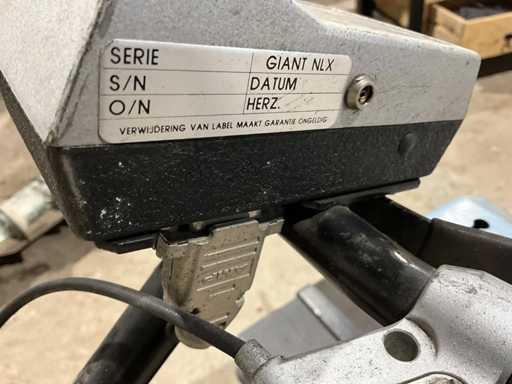 SERIE GIANT NLX
S/N DATUM
O/N HERZ.
VERWIJDERING VAN LABEL MAAKT GARANTIE ONGELDIG